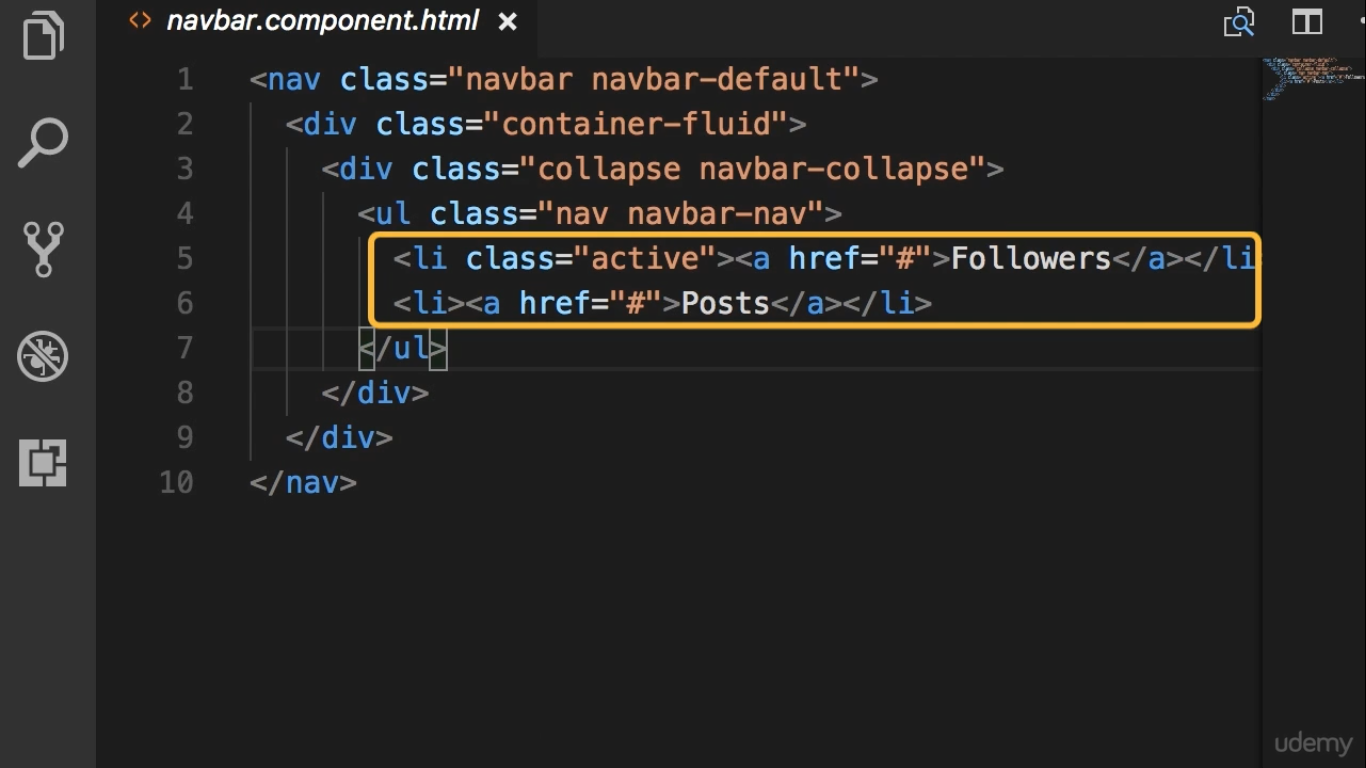 navbar.component.html
1 <nav class="navbar navbar-default">
2 <div class="container-fluid">
3 <div class="collapse navbar-collapse">
4 <ul class="nav navbar-nav">
5 <li class="active"><a href="#">Followers</a></li
6 <li><a href="#">Posts</a></li>
7 </ul>
8 </div>
9 </div>
10 </nav>
udemy